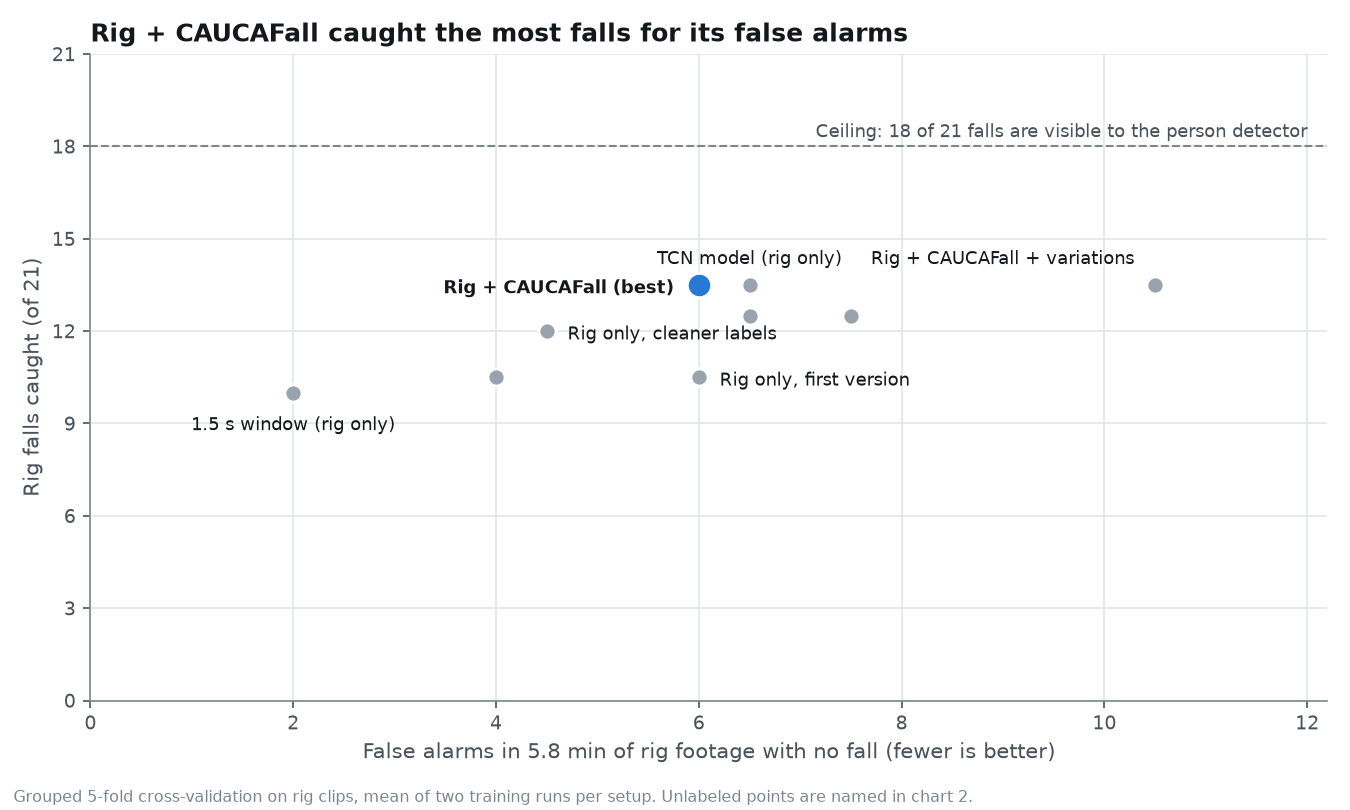 Rig + CAUCAFall caught the most falls for its false alarms
21
Ceiling: 18 of 21 falls are visible to the person detector
18
15
TCN model (rig only)
Rig + CAUCAFall + variations
Rig + CAUCAFall (best)
12
Rig only, cleaner labels
Rig only, first version
9
1.5 s window (rig only)
6
3
0
Rig falls caught (of 21)
0 2 4 6 8 10 12
False alarms in 5.8 min of rig footage with no fall (fewer is better)
Grouped 5-fold cross-validation on rig clips, mean of two training runs per setup. Unlabeled points are named in chart 2.